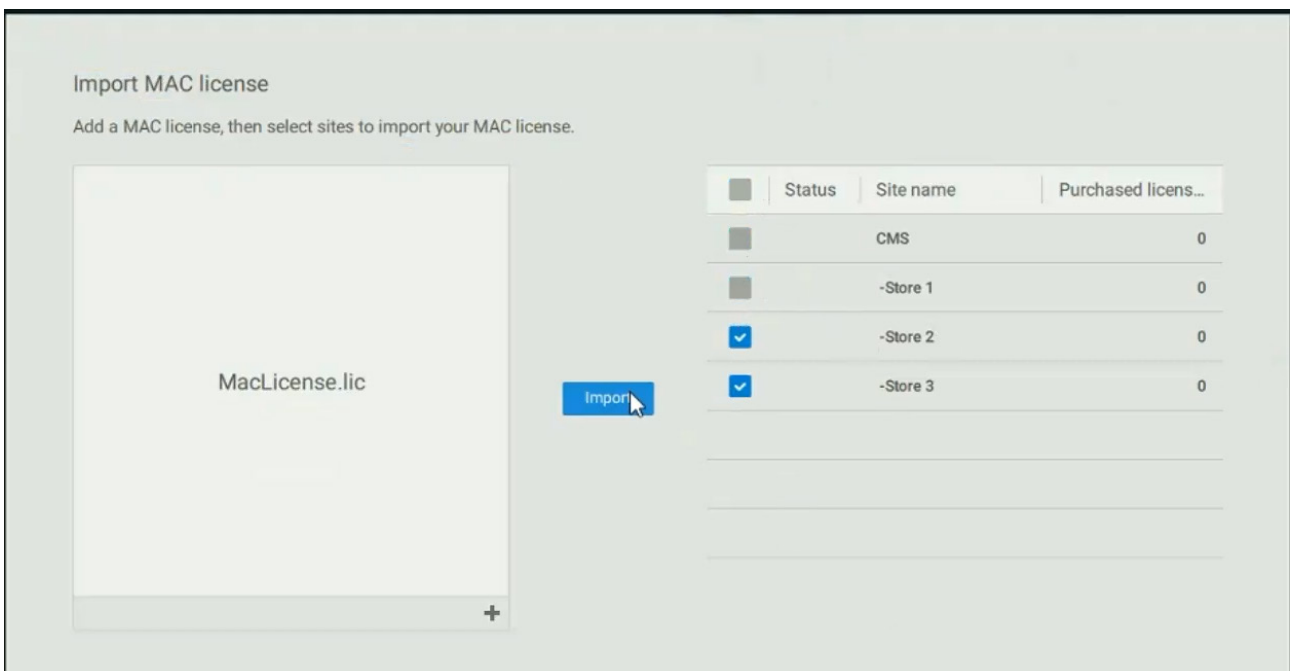 Import MAC license
Add a MAC license, then select sites to import your MAC license.
Status Site name Purchased licens...
CMS 0
-Store 1 0
-Store 2 0
MacLicense.lic
Import
-Store 3 0